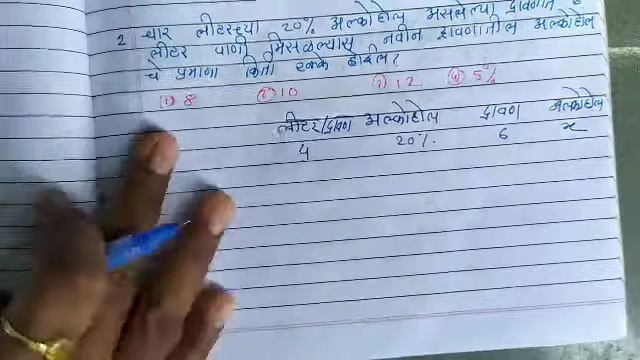 2 चार लीटरच्या 20% अल्कोहोल असलेल्या द्रावणात 6
लीटर पाणी मिसळल्यास नवीन द्रावणातील अल्कोहोल
चे प्रमाण किती टक्के होईल?
(1) 8 (2) 10 (3) 12 (4) 5%
लीटर/द्रावण अल्कोहोल द्रावण अल्कोहोल
4 20%. 6 x